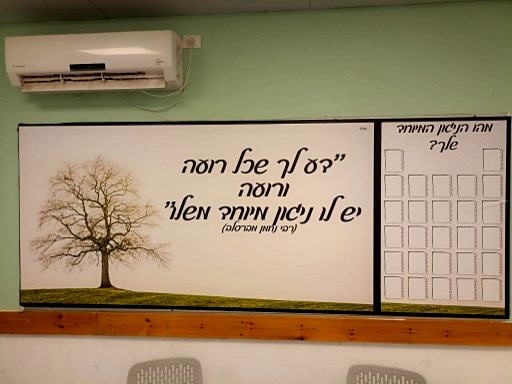 "דע לך שכל רועה
ורועה
יש לו ניגון מיוחד משלו"
(רבי נחמן מברסלב)
מהו הניגון המיוחד
שלך?